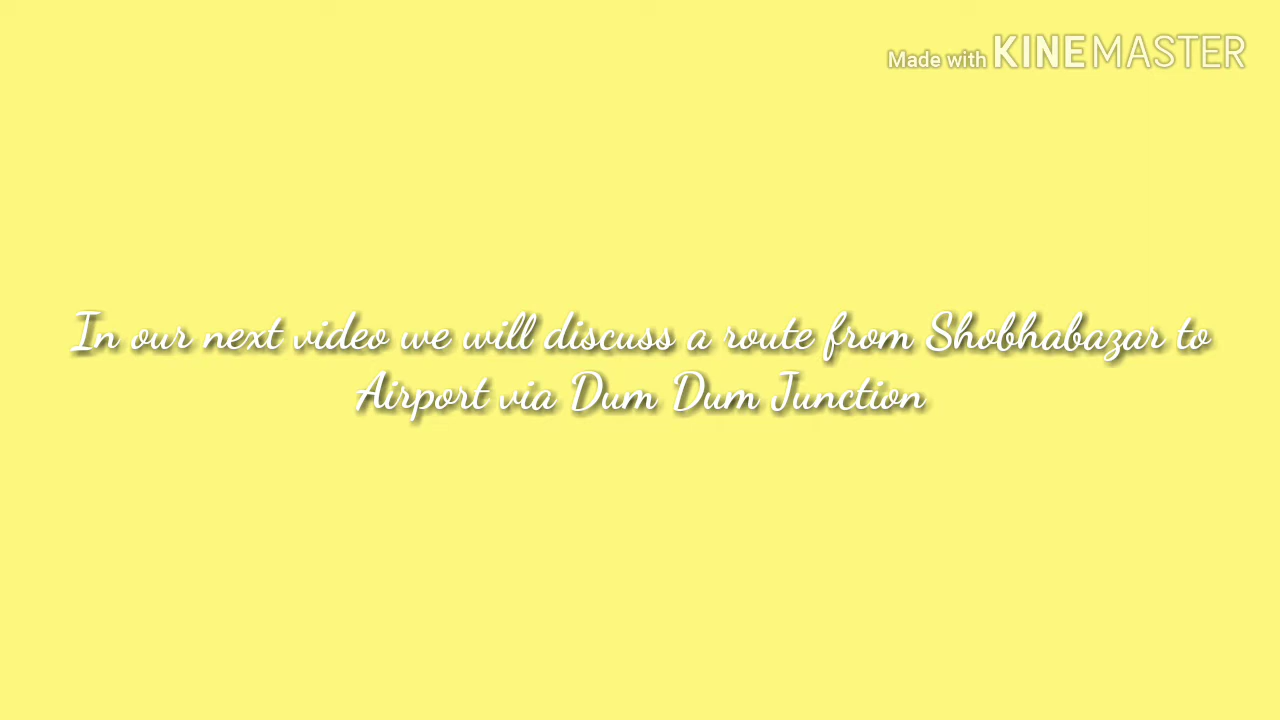 Made with KINEMASTER
In our next video we will discuss a route from Shobhabazar to
Airport via Dum Dum Junction